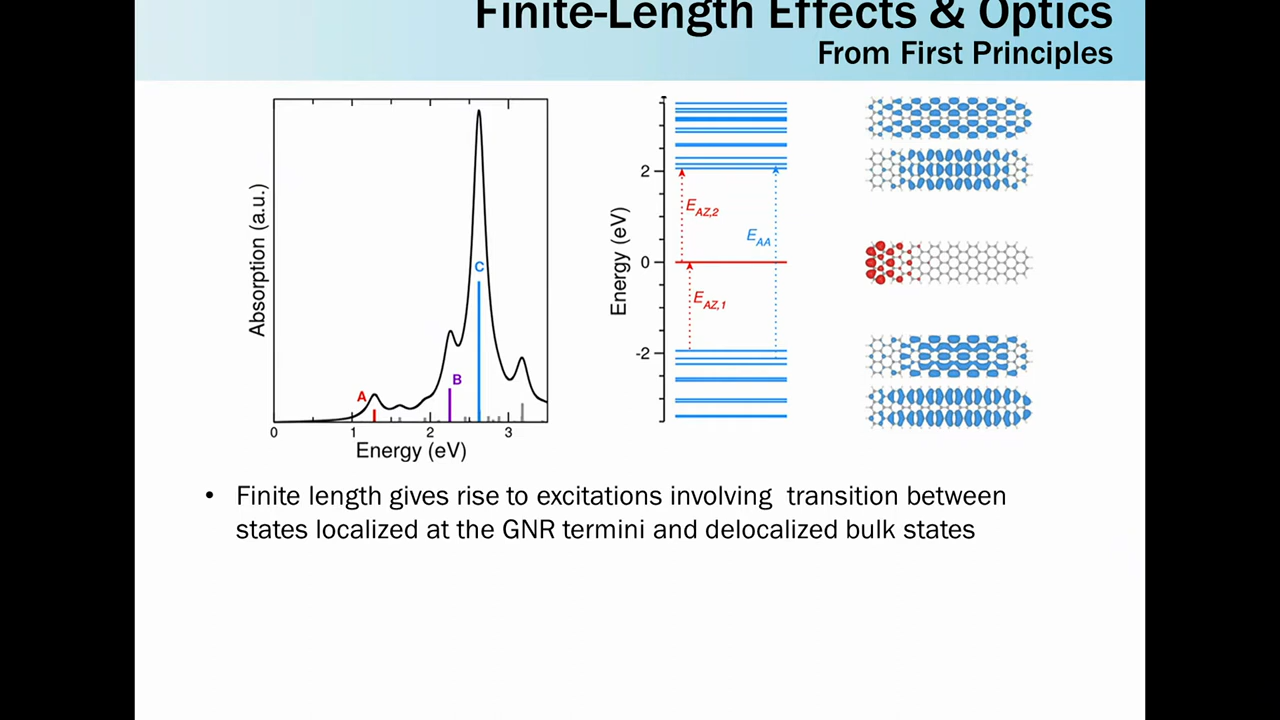 Finite-Length Effects & Optics
From First Principles
Absorption (a.u.)
A
B
C
0
1
2
3
Energy (eV)
Energy (eV)
2
0
-2
E_AZ,2
E_AA
E_AZ,1
• Finite length gives rise to excitations involving transition between
states localized at the GNR termini and delocalized bulk states